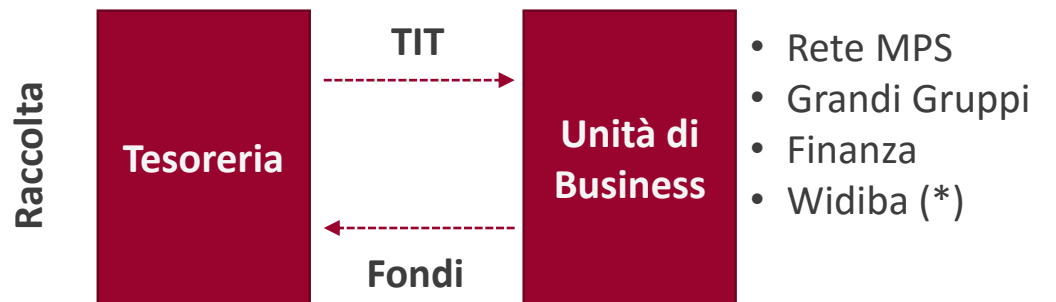 Raccolta
Tesoreria
TIT
Fondi
Unità di
Business
• Rete MPS
• Grandi Gruppi
• Finanza
• Widiba (*)